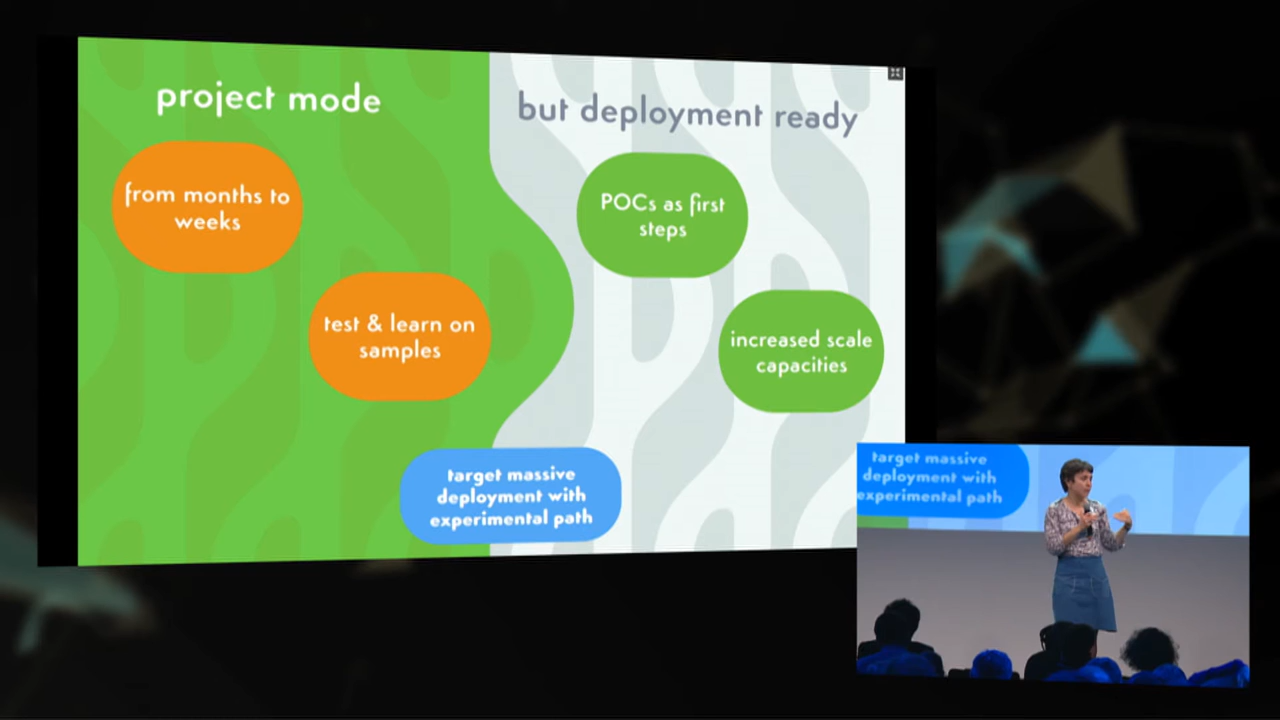 project mode
but deployment ready
from months to
weeks
POCs as first
steps
test & learn on
samples
increased scale
capacities
target massive
deployment with
experimental path
target massive
deployment with
experimental path